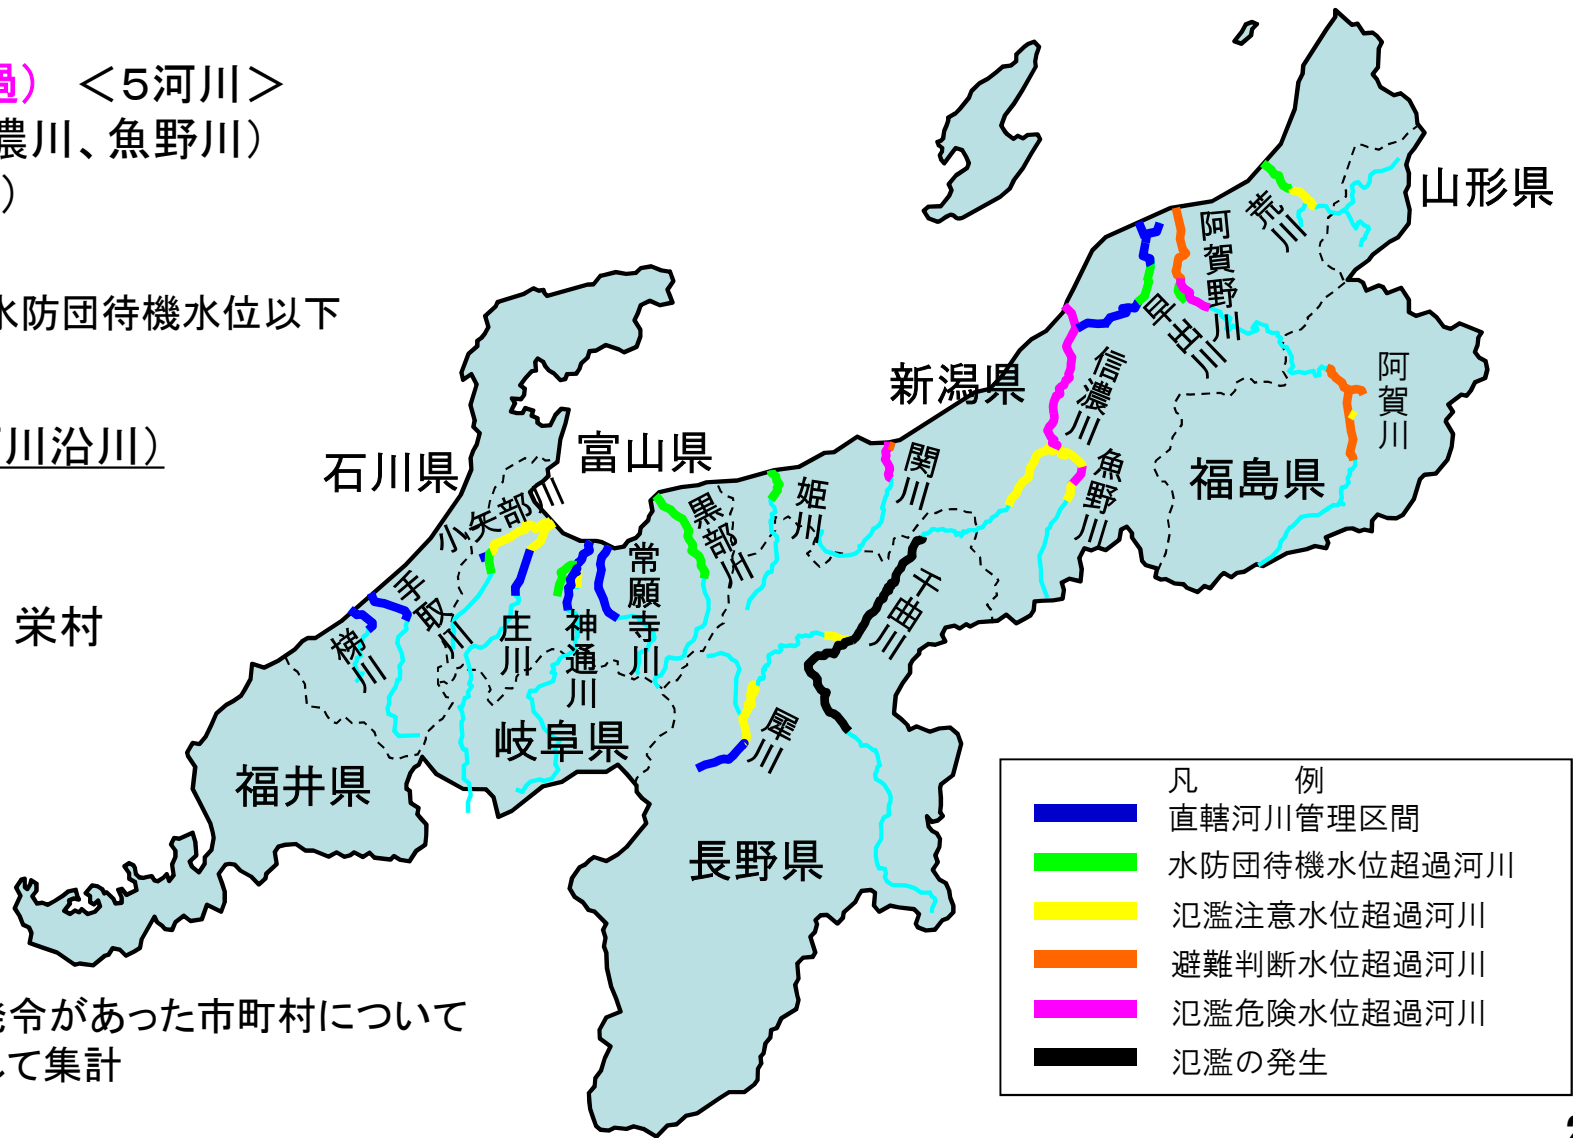 過） ＜5河川＞
濃川、魚野川）
）
水防団待機水位以下
川沿川）
栄村
発令があった市町村について
して集計
山形県
荒川
阿賀野川
早出川
新潟県
信濃川
阿賀川
福島県
魚野川
関川
姫川
富山県
石川県
小矢部川
黒部川
常願寺川
神通川
庄川
手取川
梯川
千曲川
犀川
岐阜県
福井県
長野県
凡　例
直轄河川管理区間
水防団待機水位超過河川
氾濫注意水位超過河川
避難判断水位超過河川
氾濫危険水位超過河川
氾濫の発生